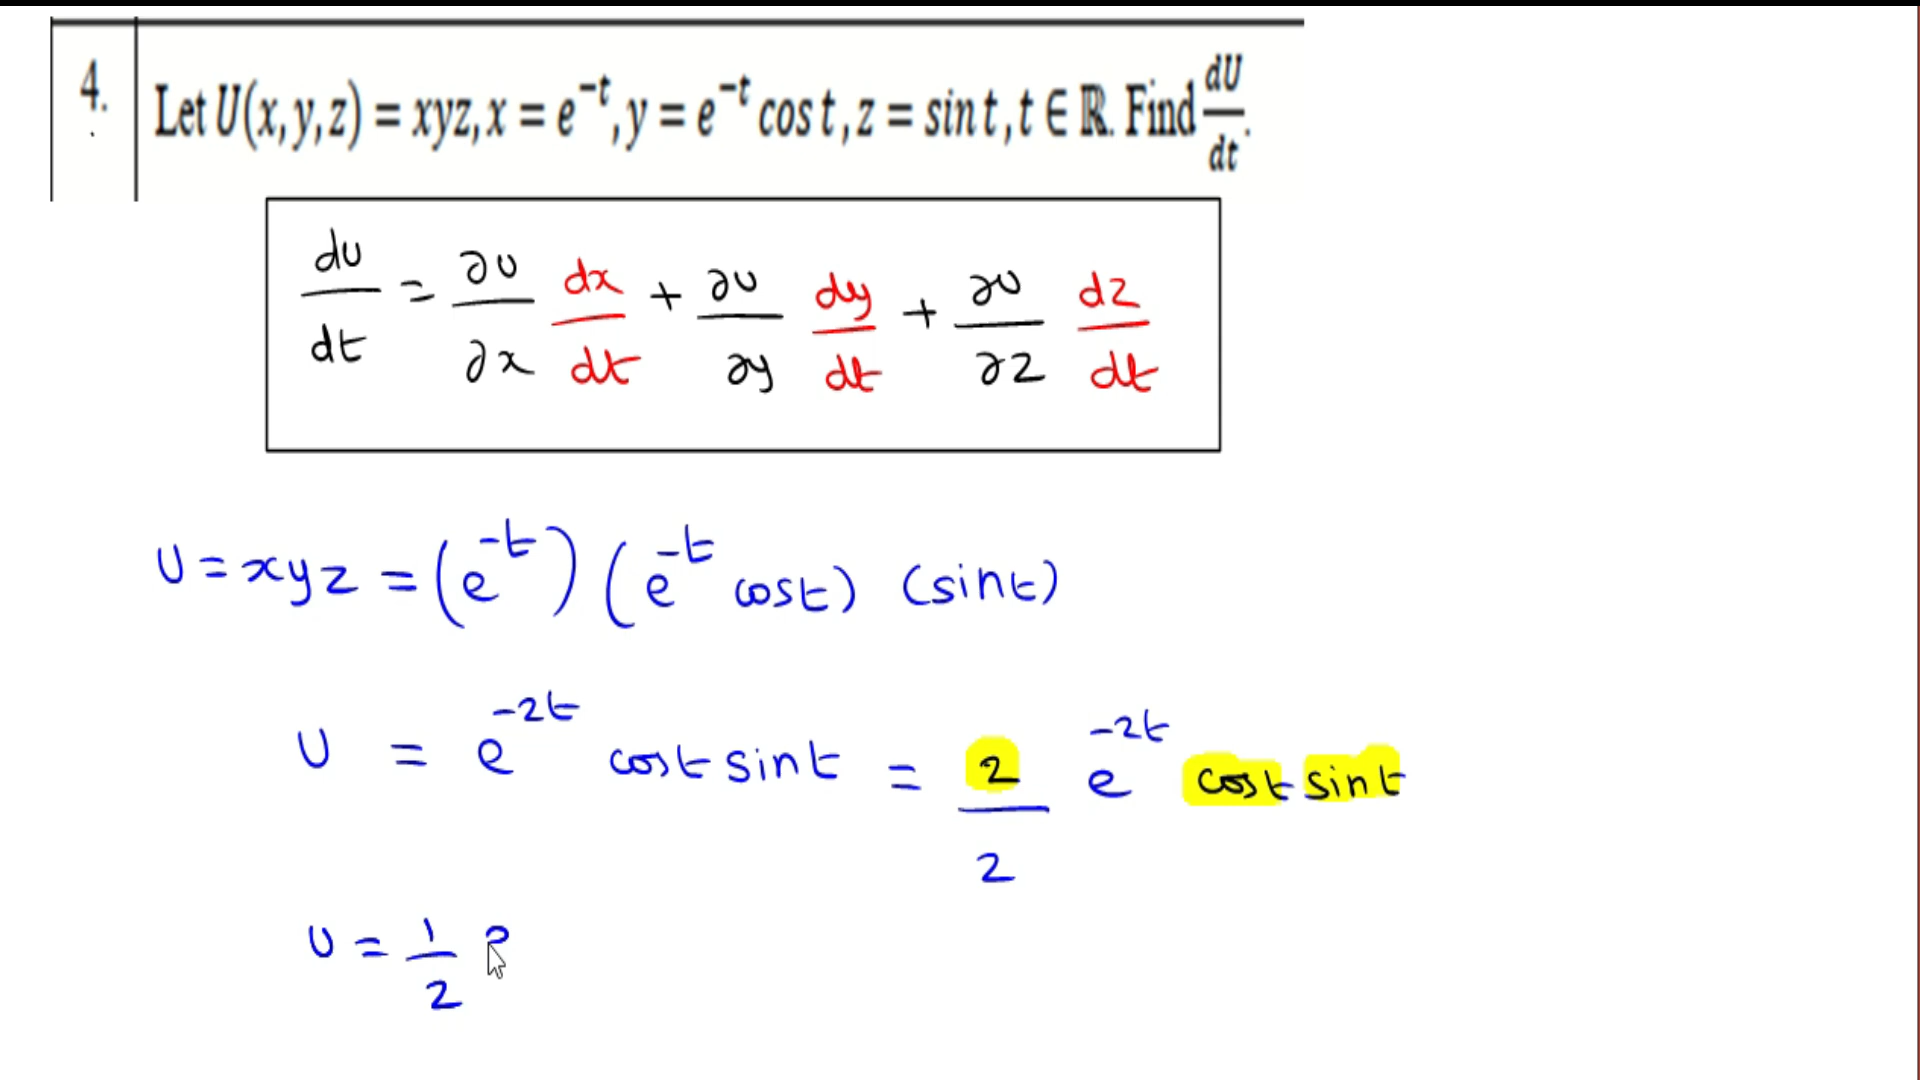 4. Let U(x, y, z) = xyz, x = e^{-t}, y = e^{-t} cos t, z = sin t, t ∈ ℝ. Find dU/dt.
du/dt = ∂u/∂x dx/dt + ∂u/∂y dy/dt + ∂u/∂z dz/dt
U = xyz = (e^{-t}) (e^{-t} cost) (sint)
U = e^{-2t} cost sint = 2/2 e^{-2t} cost sint
U = 1/2